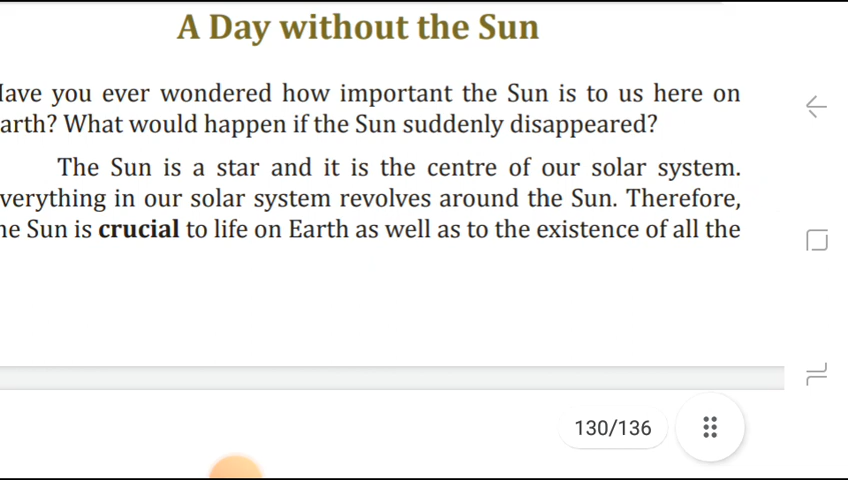 A Day without the Sun
ave you ever wondered how important the Sun is to us here on
arth? What would happen if the Sun suddenly disappeared?
The Sun is a star and it is the centre of our solar system.
verything in our solar system revolves around the Sun. Therefore,
he Sun is crucial to life on Earth as well as to the existence of all the
130/136